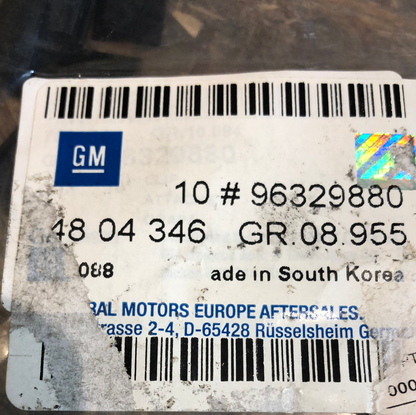 GM
10 # 96329880
48 04 346 GR.08.955
088 ade in South Korea
RAL MOTORS EUROPE AFTERSALES.
rasse 2-4, D-65428 Rüsselsheim Germ
000